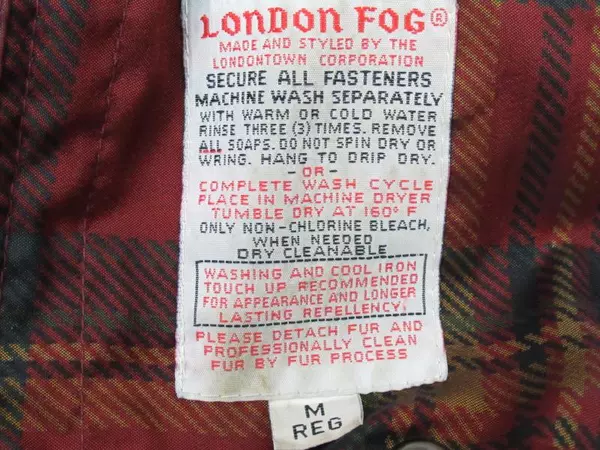 LONDON FOG®
MADE AND STYLED BY THE
LONDONTOWN CORPORATION
SECURE ALL FASTENERS
MACHINE WASH SEPARATELY
WITH WARM OR COLD WATER
RINSE THREE (3) TIMES. REMOVE
ALL SOAPS. DO NOT SPIN DRY OR
WRING. HANG TO DRIP DRY.
-OR-
COMPLETE WASH CYCLE
PLACE IN MACHINE DRYER
TUMBLE DRY AT 160° F
ONLY NON-CHLORINE BLEACH,
WHEN NEEDED
DRY CLEANABLE
WASHING AND COOL IRON
TOUCH UP RECOMMENDED
FOR APPEARANCE AND LONGER
LASTING REPELLENCY.
PLEASE DETACH FUR AND
PROFESSIONALLY CLEAN
FUR BY FUR PROCESS
M
REG